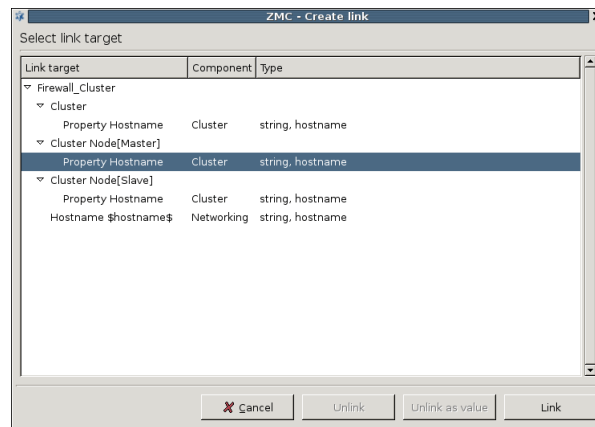 ZMC - Create link
Select link target
Link target Component Type
Firewall_Cluster
Cluster
Property Hostname Cluster string, hostname
Cluster Node[Master]
Property Hostname Cluster string, hostname
Cluster Node[Slave]
Property Hostname Cluster string, hostname
Hostname $hostname$ Networking string, hostname
Cancel Unlink Unlink as value Link